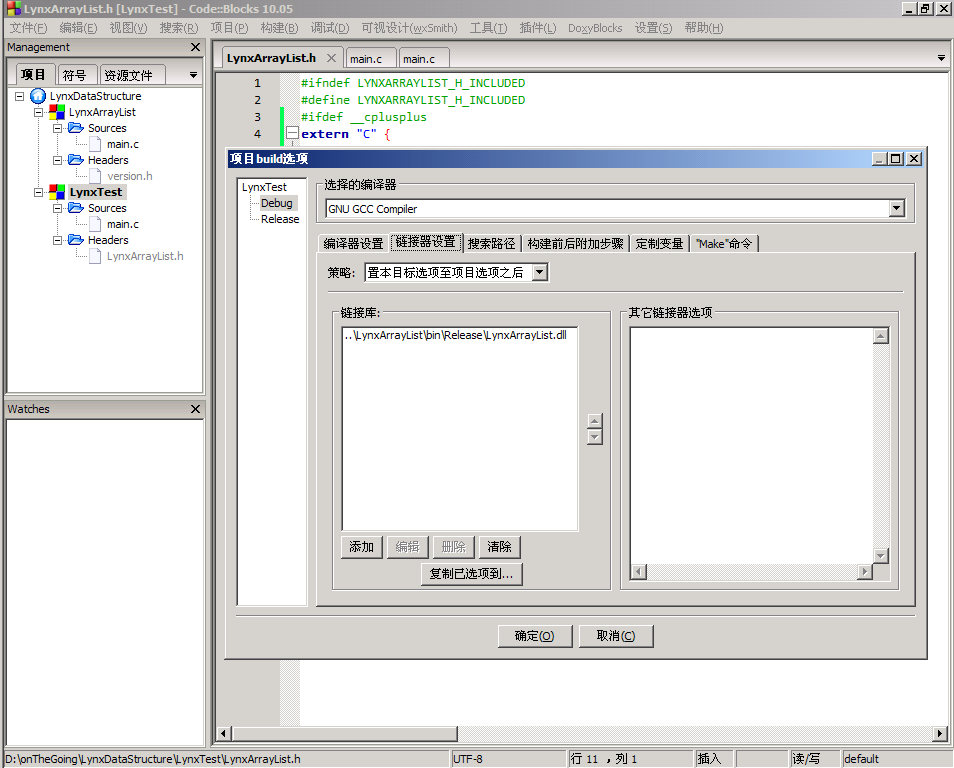 LynxArrayList.h [LynxTest] - Code::Blocks 10.05
文件(F) 编辑(E) 视图(V) 搜索(R) 项目(P) 构建(B) 调试(D) 可视设计(wxSmith) 工具(T) 插件(L) DoxyBlocks 设置(S) 帮助(H)
Management
项目 符号 资源文件
LynxDataStructure
LynxArrayList
Sources
main.c
Headers
version.h
LynxTest
Sources
main.c
Headers
LynxArrayList.h
Watches
LynxArrayList.h main.c main.c
1 #ifndef LYNXARRAYLIST_H_INCLUDED
2 #define LYNXARRAYLIST_H_INCLUDED
3 #ifdef __cplusplus
4 extern "C" {
项目build选项
LynxTest
Debug
Release
选择的编译器
GNU GCC Compiler
编译器设置 链接器设置 搜索路径 构建前后附加步骤 定制变量 "Make"命令
策略: 置本目标选项至项目选项之后
链接库:
..\LynxArrayList\bin\Release\LynxArrayList.dll
添加 编辑 删除 清除
复制已选项到...
其它链接器选项
确定(O) 取消(C)
D:\onTheGoing\LynxDataStructure\LynxTest\LynxArrayList.h UTF-8 行 11 ，列 1 插入 读/写 default